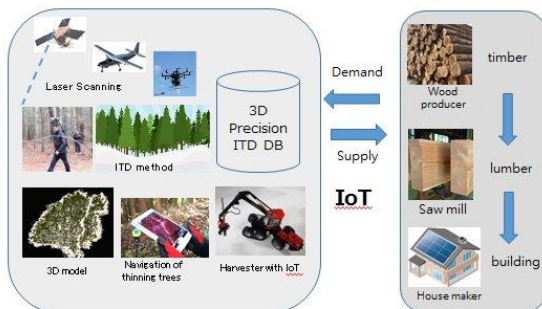 Laser Scanning
ITD method
3D
Precision
ITD DB
3D model
Navigation of
thinning trees
Harvester with IoT
Demand
Supply
IoT
timber
Wood
producer
lumber
Saw mill
building
House maker